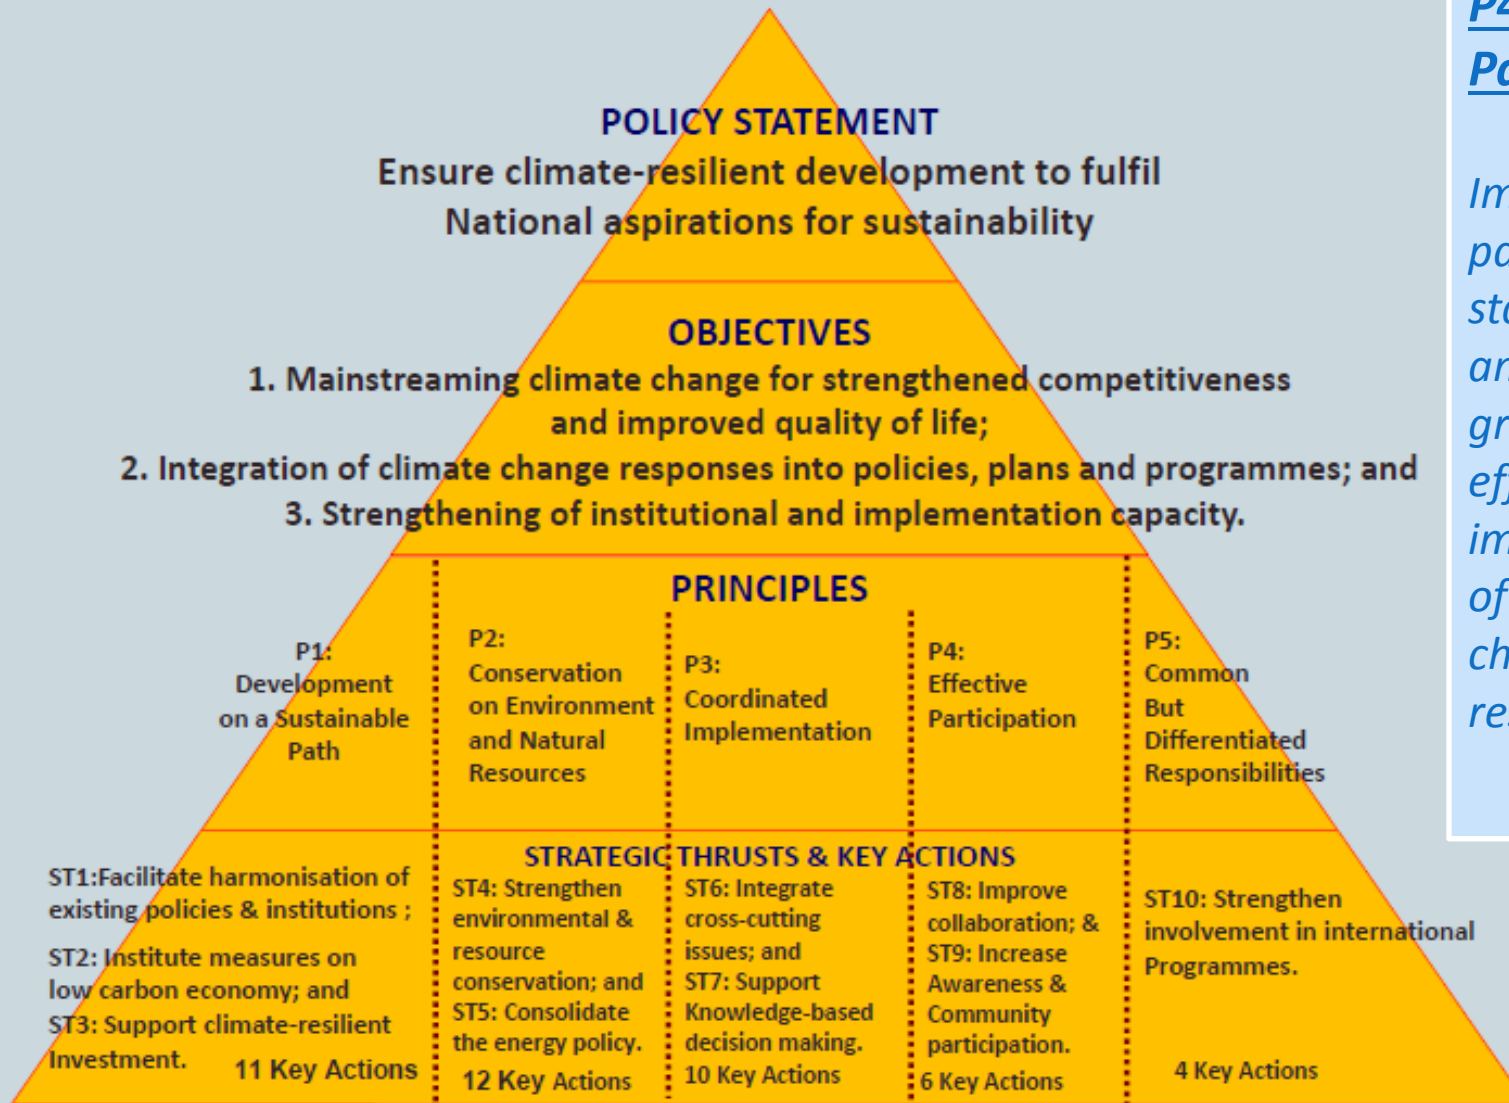 POLICY STATEMENT
Ensure climate-resilient development to fulfil
National aspirations for sustainability
OBJECTIVES
1. Mainstreaming climate change for strengthened competitiveness
and improved quality of life;
2. Integration of climate change responses into policies, plans and programmes; and
3. Strengthening of institutional and implementation capacity.
PRINCIPLES
P1:
Development
on a Sustainable
Path
P2:
Conservation
on Environment
and Natural
Resources
P3:
Coordinated
Implementation
P4:
Effective
Participation
P5:
Common
But
Differentiated
Responsibilities
STRATEGIC THRUSTS & KEY ACTIONS
ST1:Facilitate harmonisation of
existing policies & institutions ;
ST2: Institute measures on
low carbon economy; and
ST3: Support climate-resilient
Investment.
11 Key Actions
ST4: Strengthen
environmental &
resource
conservation; and
ST5: Consolidate
the energy policy.
12 Key Actions
ST6: Integrate
cross-cutting
issues; and
ST7: Support
Knowledge-based
decision making.
10 Key Actions
ST8: Improve
collaboration; &
ST9: Increase
Awareness &
Community
participation.
6 Key Actions
ST10: Strengthen
involvement in international
Programmes.
4 Key Actions
P4
of